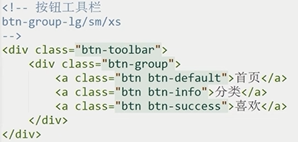 <!-- 按钮工具栏
btn-group-lg/sm/xs
-->
<div class="btn-toolbar">
    <div class="btn-group">
        <a class="btn btn-default">首页</a>
        <a class="btn btn-info">分类</a>
        <a class="btn btn-success">喜欢</a>
    </div>
</div>